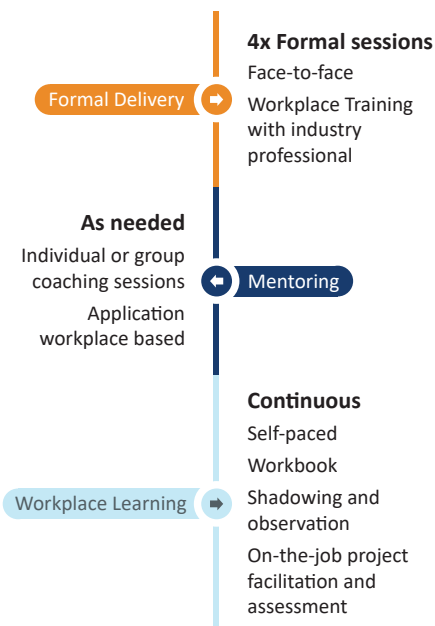 4x Formal sessions
Face-to-face
Formal Delivery
Workplace Training
with industry
professional
As needed
Individual or group
coaching sessions
Mentoring
Application
workplace based
Continuous
Self-paced
Workbook
Workplace Learning
Shadowing and
observation
On-the-job project
facilitation and
assessment